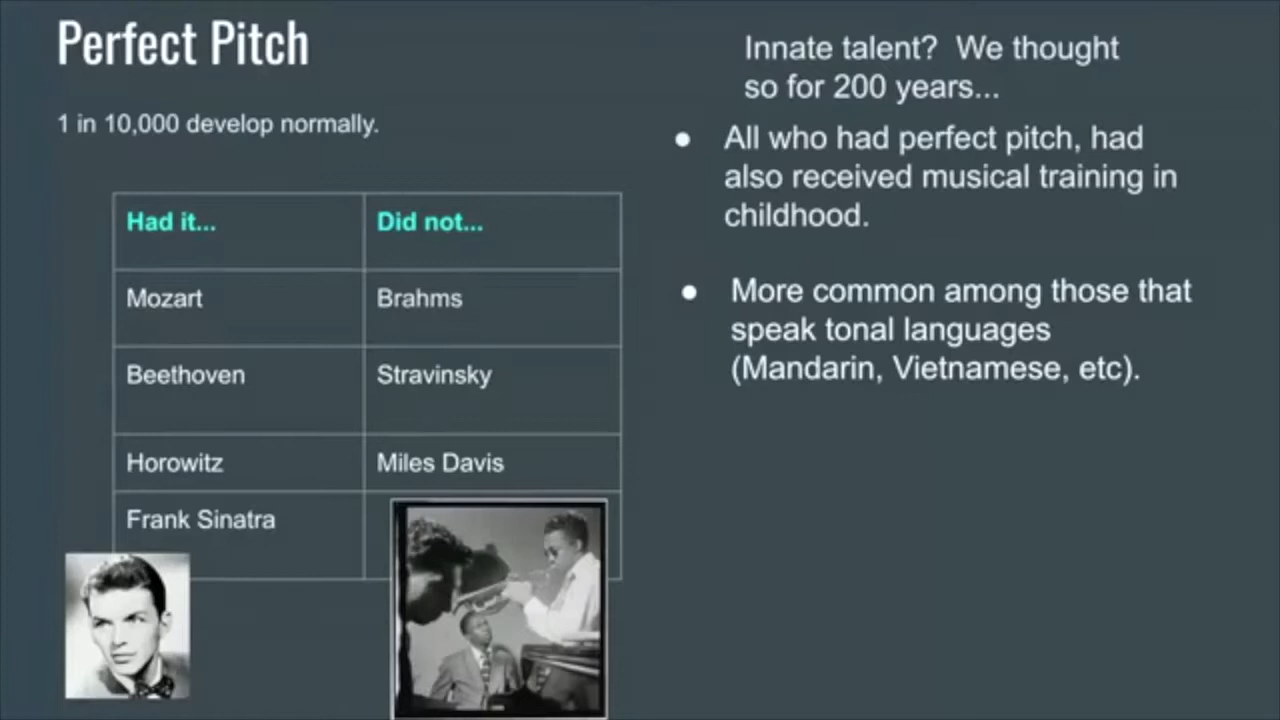 Perfect Pitch
1 in 10,000 develop normally.
Had it...
Did not...
Mozart
Brahms
Beethoven
Stravinsky
Horowitz
Miles Davis
Frank Sinatra
Innate talent?  We thought
so for 200 years...
● All who had perfect pitch, had
also received musical training in
childhood.
● More common among those that
speak tonal languages
(Mandarin, Vietnamese, etc).